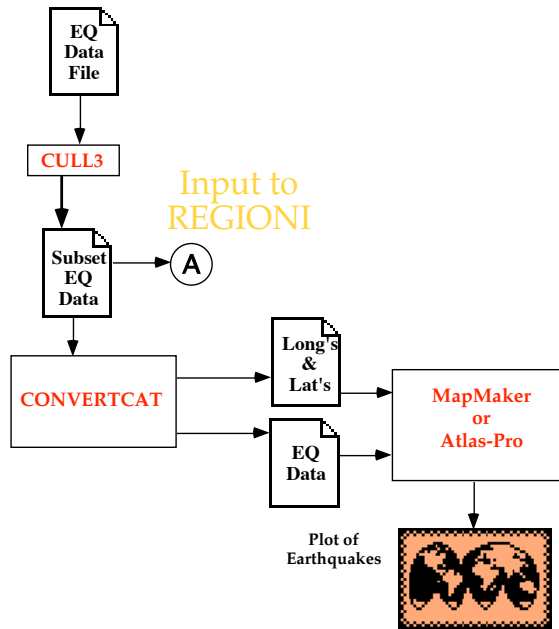 EQ
Data
File
CULL3
Input to
REGIONI
Subset
EQ
Data
A
Long's
&
Lat's
CONVERTCAT
MapMaker
or
Atlas-Pro
EQ
Data
Plot of
Earthquakes